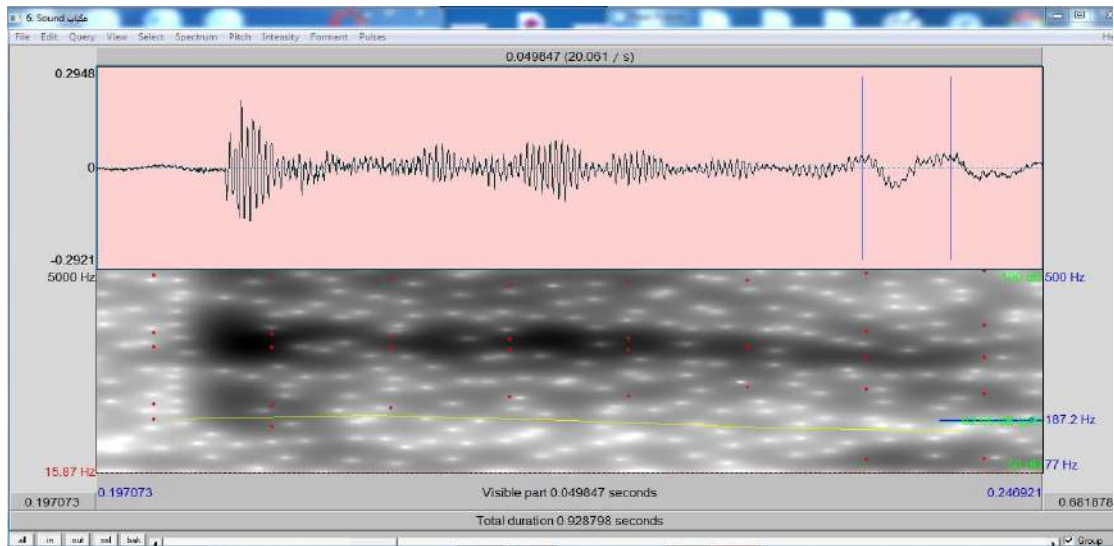 6. Sound مكتاب
File Edit Query View Select Spectrum Pitch Intensity Formant Pulses
0.049847 (20.061 / s)
0.2948
0
-0.2921
5000 Hz
500 Hz
187.2 Hz
15.87 Hz
77 Hz
0.197073 Visible part 0.049847 seconds 0.246921
0.197073 0.681878
Total duration 0.928798 seconds
all in out sel bak Group